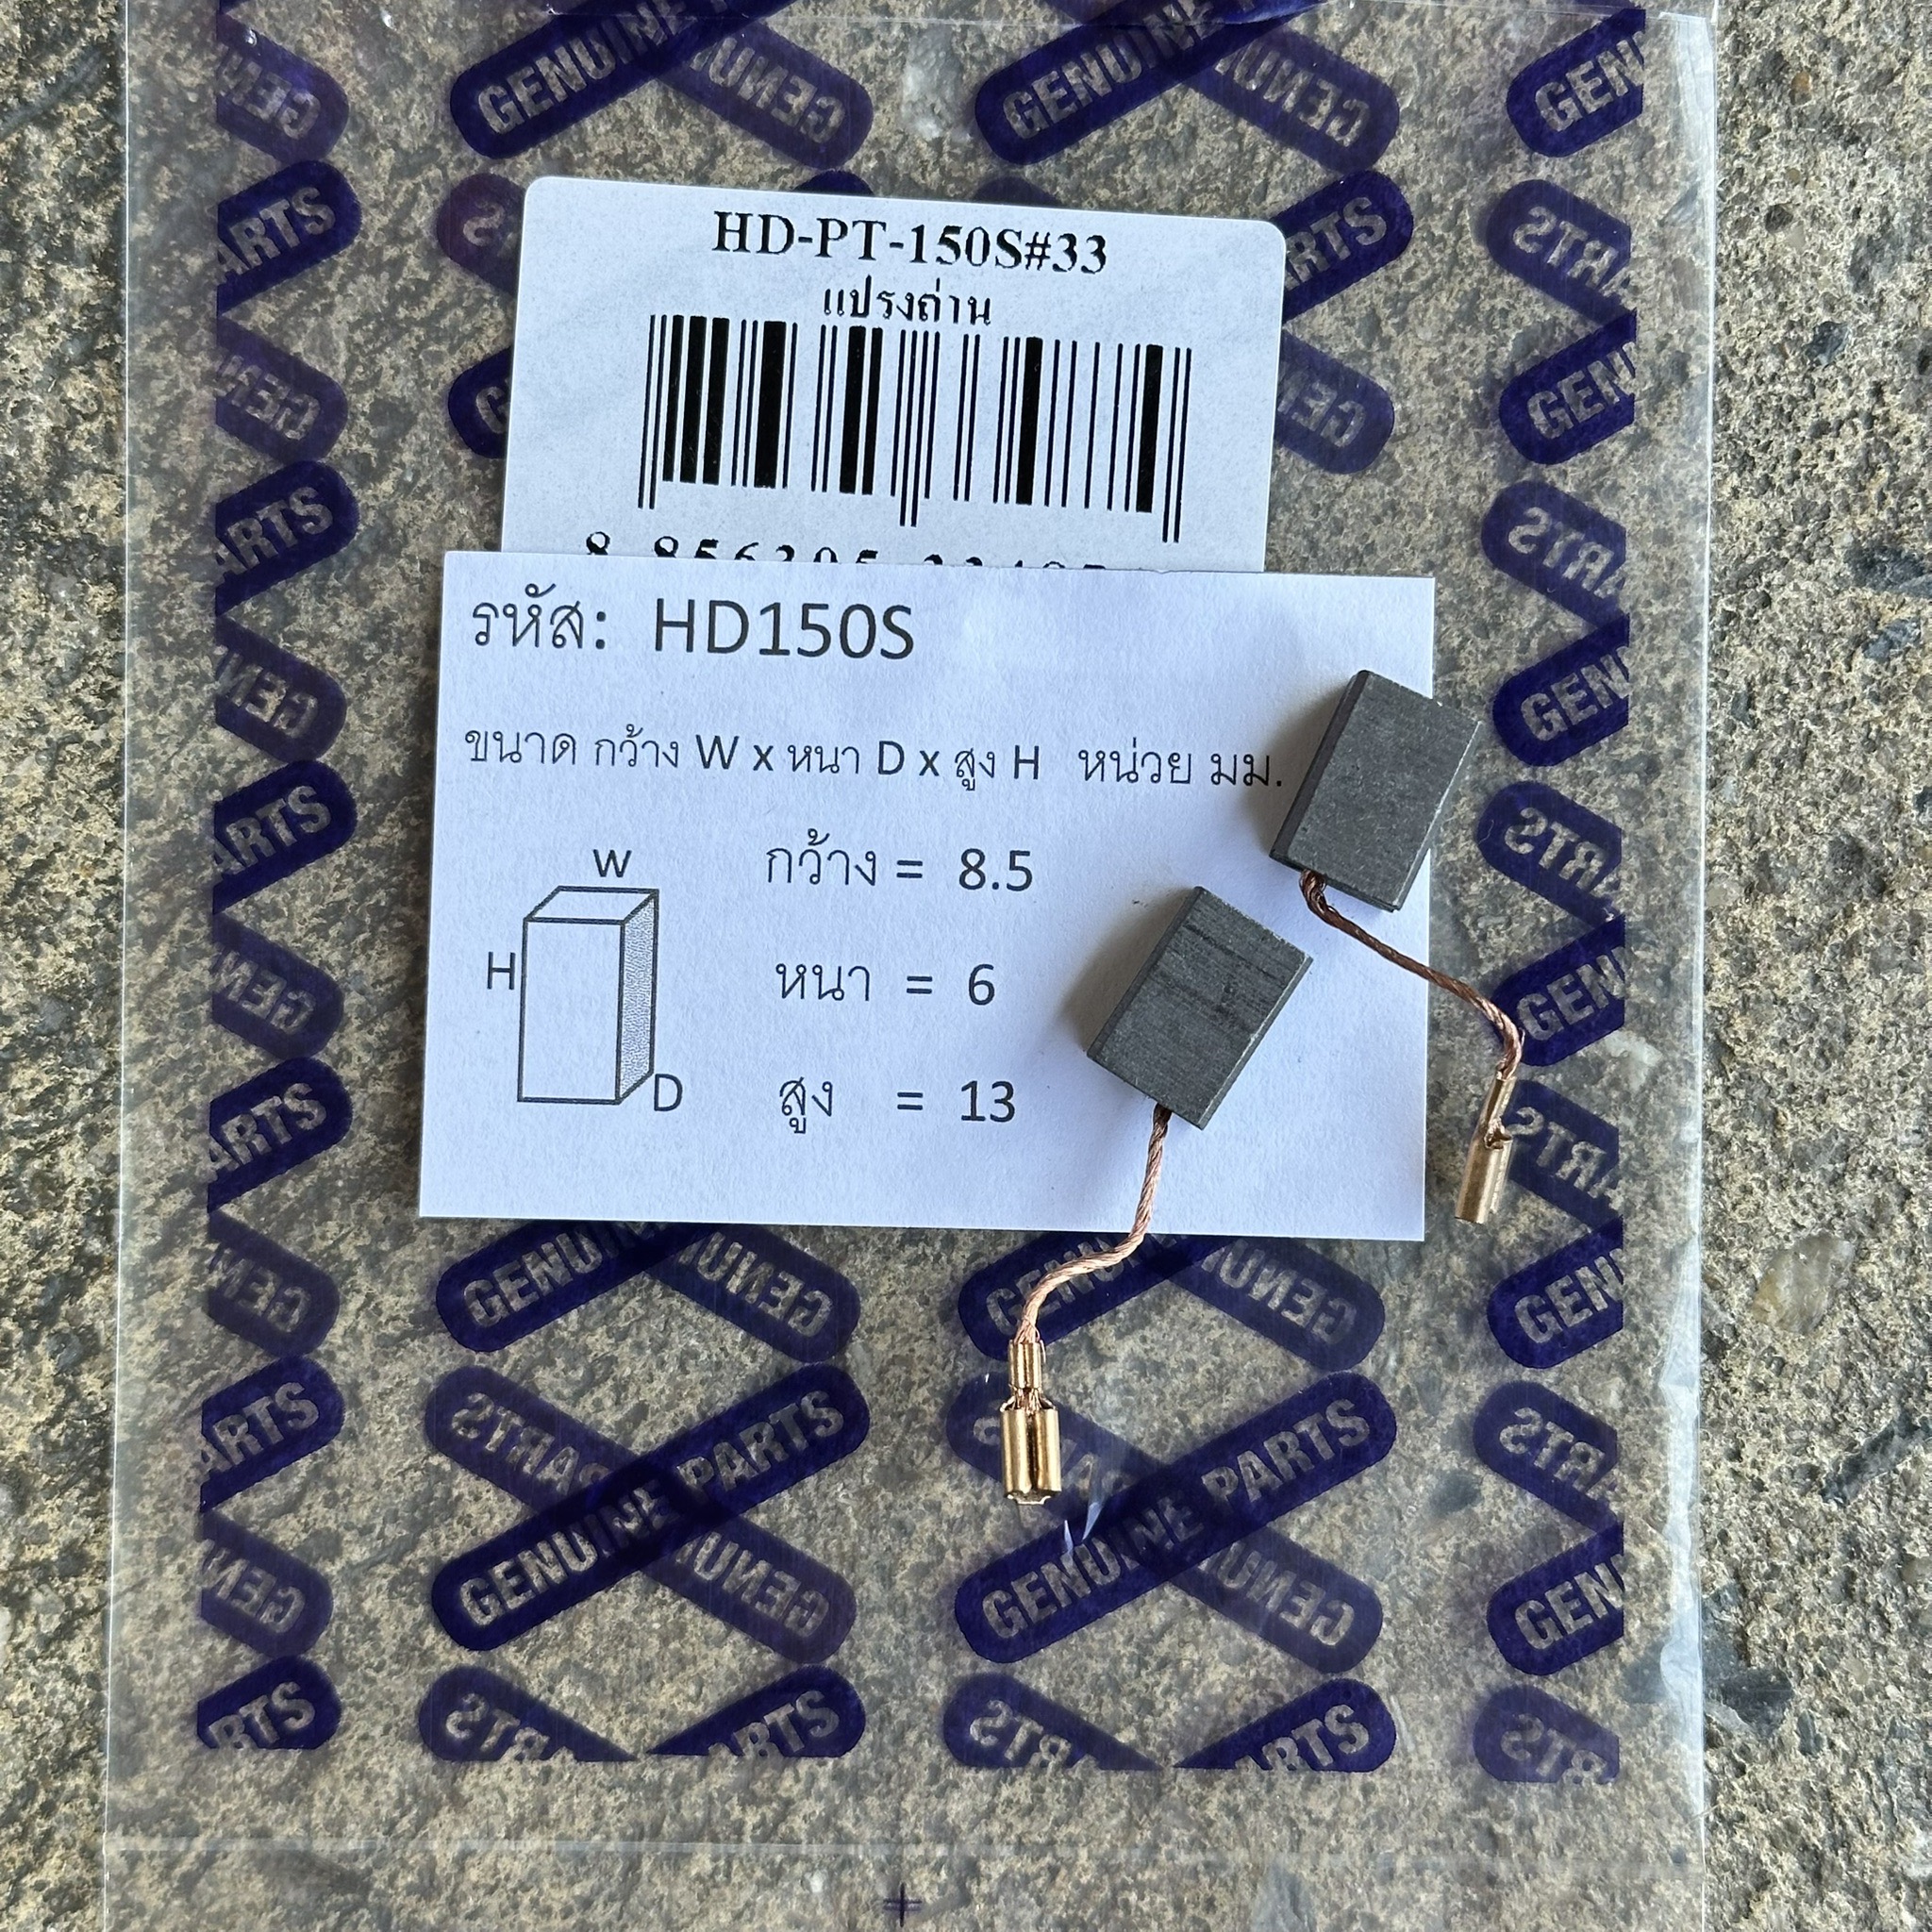 HD-PT-150S#33
แปรงถ่าน
รหัส: HD150S
ขนาด กว้าง W x หนา D x สูง H หน่วย มม.
W
H
D
กว้าง = 8.5
หนา = 6
สูง = 13
GENUINE PARTS
GENUINE PARTS